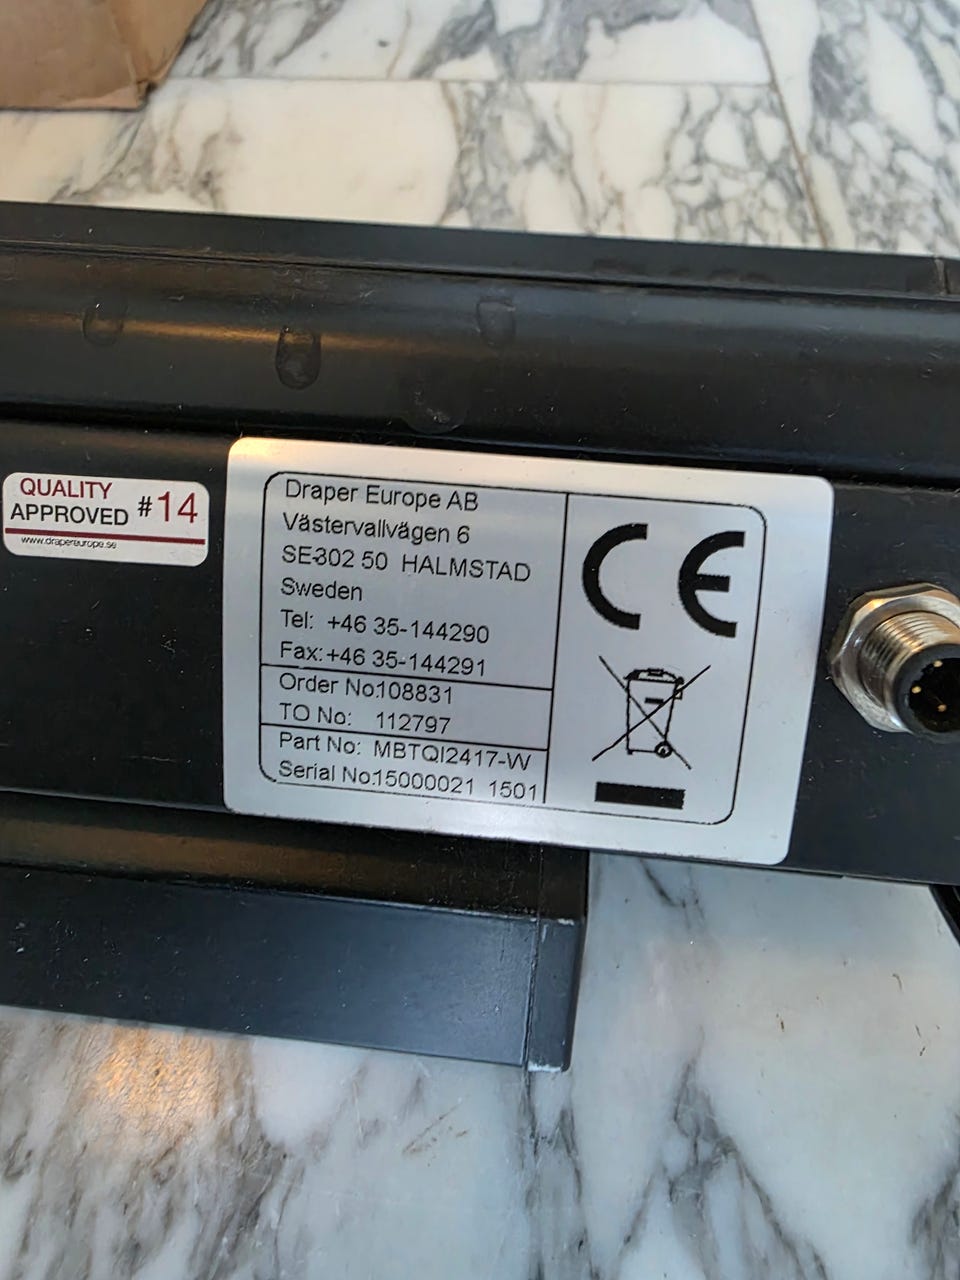 QUALITY
APPROVED #14
www.drapereurope.se
Draper Europe AB
Västervallvägen 6
SE-302 50 HALMSTAD
Sweden
Tel: +46 35-144290
Fax: +46 35-144291
Order No:108831
TO No: 112797
Part No: MBTQI2417-W
Serial No:15000021 1501
CE